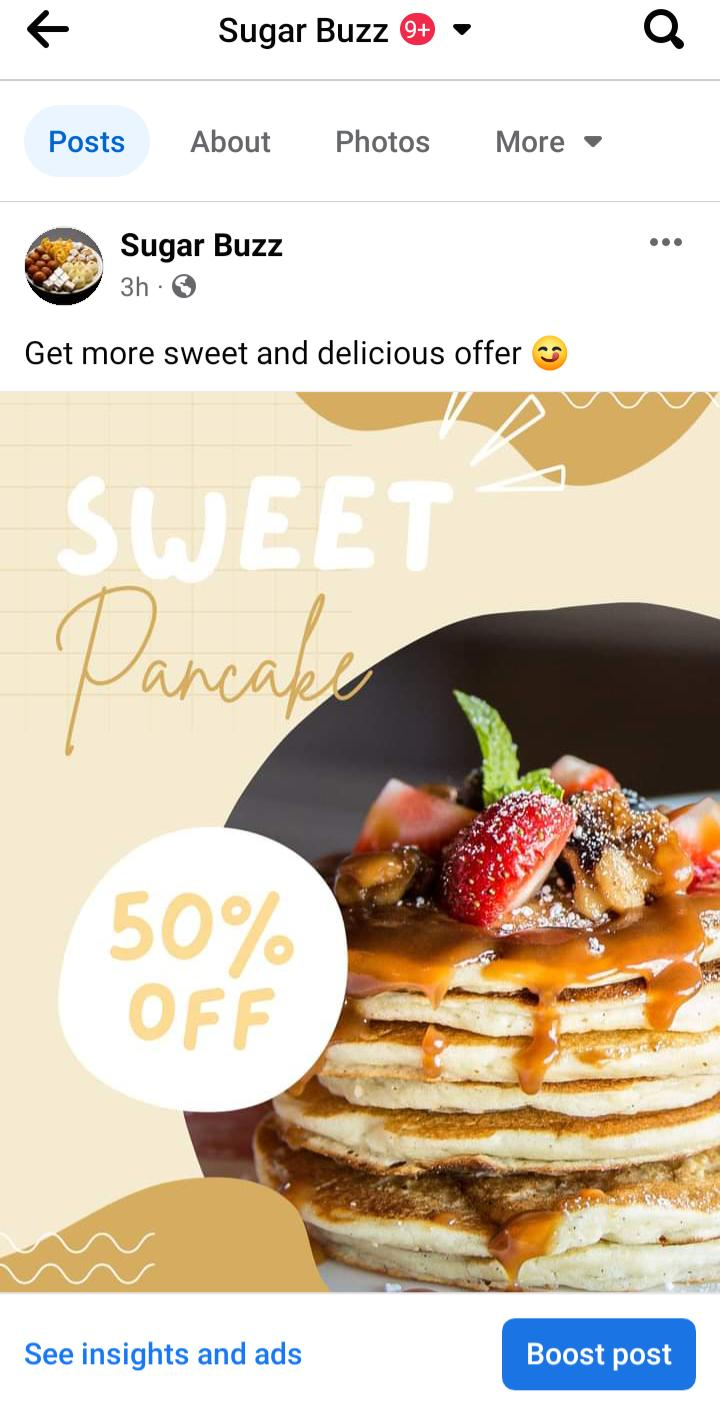 Sugar Buzz 9+
Posts About Photos More
Sugar Buzz
3h ·
Get more sweet and delicious offer 😋
SWEET
Pancake
50%
OFF
See insights and ads Boost post